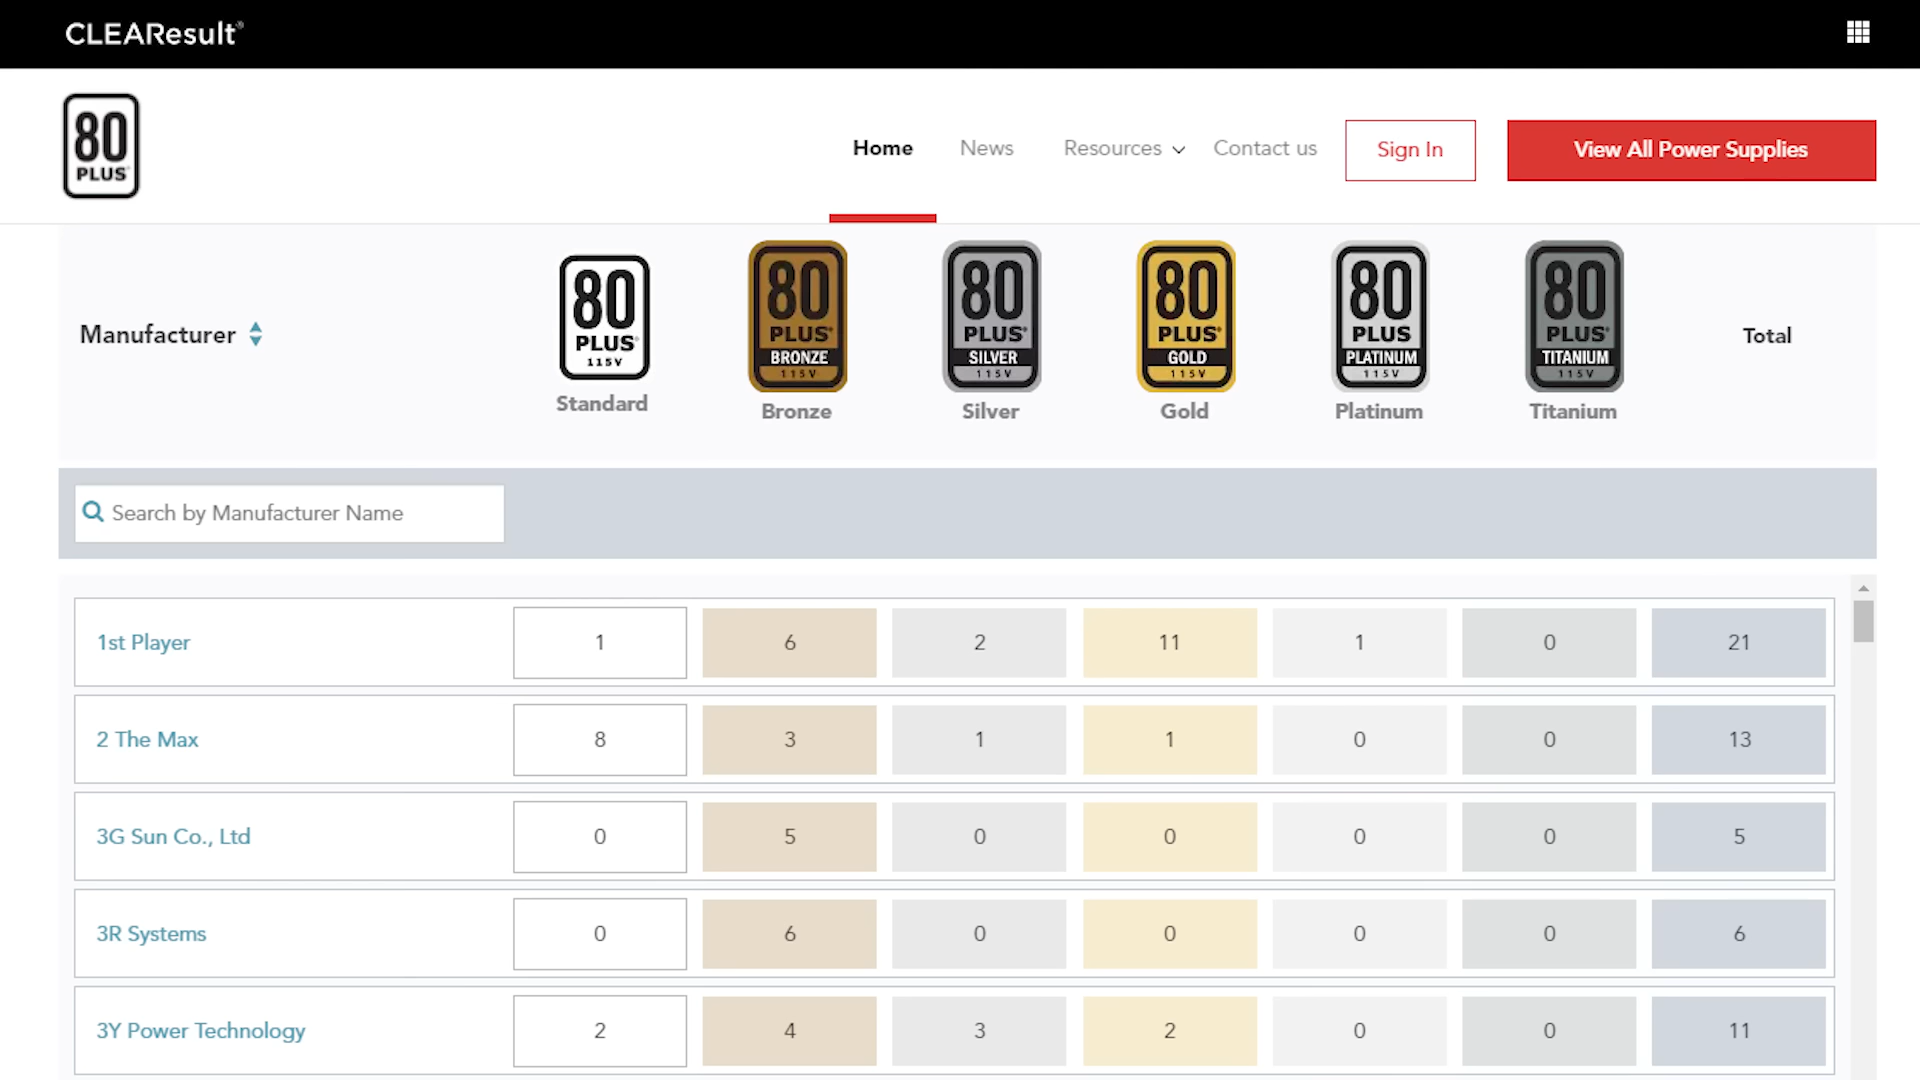 CLEAResult®
80
PLUS
Home News Resources Contact us Sign In View All Power Supplies
Manufacturer
80
PLUS®
115V
Standard
80
PLUS®
BRONZE
115V
Bronze
80
PLUS®
SILVER
115V
Silver
80
PLUS®
GOLD
115V
Gold
80
PLUS
PLATINUM
115V
Platinum
80
PLUS®
TITANIUM
115V
Titanium
Total
Search by Manufacturer Name
1st Player 1 6 2 11 1 0 21
2 The Max 8 3 1 1 0 0 13
3G Sun Co., Ltd 0 5 0 0 0 0 5
3R Systems 0 6 0 0 0 0 6
3Y Power Technology 2 4 3 2 0 0 11